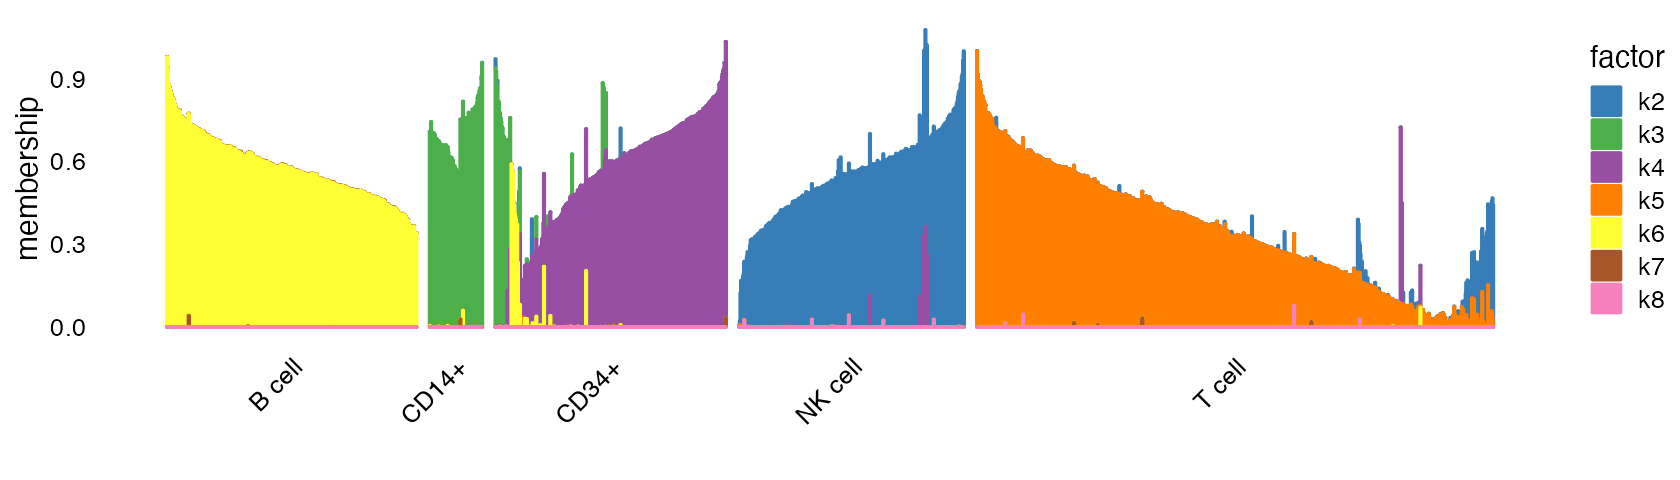 membership
0.9
0.6
0.3
0.0
B cell
CD14+
CD34+
NK cell
T cell
factor
k2
k3
k4
k5
k6
k7
k8